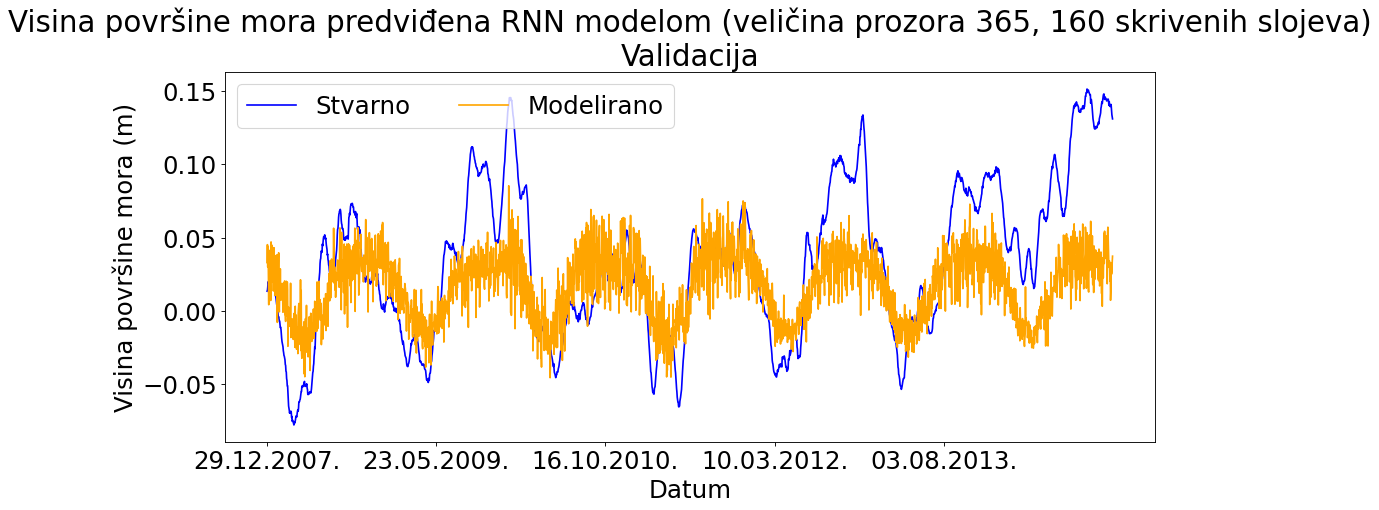 Visina površine mora predviđena RNN modelom (veličina prozora 365, 160 skrivenih slojeva)
Validacija
Stvarno
Modelirano
Visina površine mora (m)
0.15
0.10
0.05
0.00
−0.05
29.12.2007.
23.05.2009.
16.10.2010.
10.03.2012.
03.08.2013.
Datum